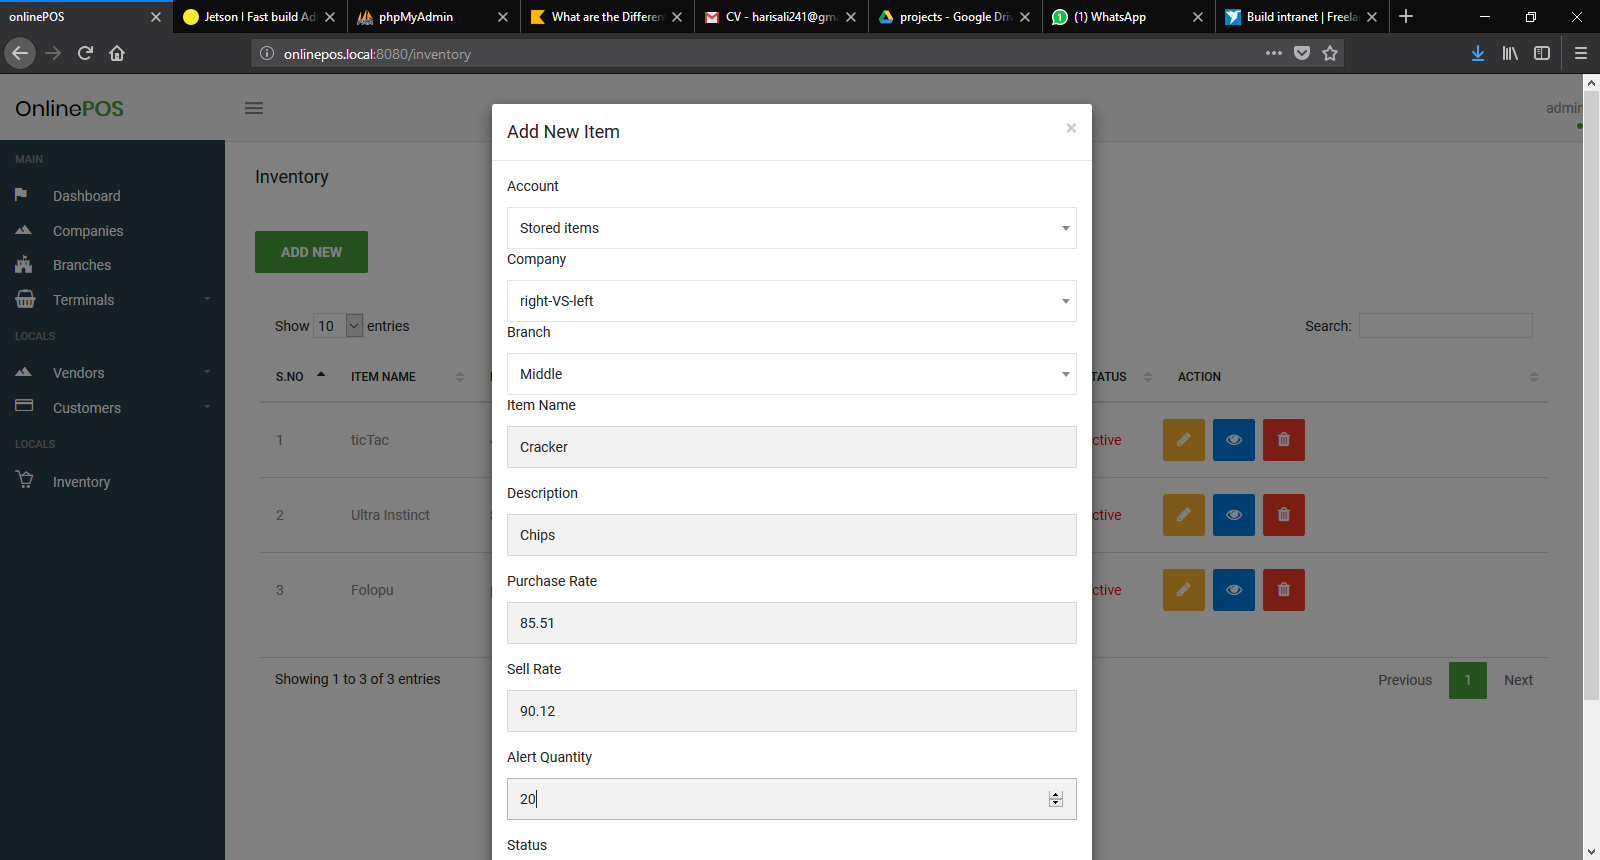 onlinePOS
Jetson | Fast build Ad
phpMyAdmin
What are the Differen
CV - harisali241@gm
projects - Google Driv
(1) WhatsApp
Build intranet | Freela
onlinepos.local:8080/inventory
OnlinePOS
admin
MAIN
Dashboard
Companies
Branches
Terminals
LOCALS
Vendors
Customers
LOCALS
Inventory
Inventory
ADD NEW
Show 10 entries
Search:
S.NO ITEM NAME TATUS ACTION
1 ticTac ctive
2 Ultra Instinct ctive
3 Folopu ctive
Showing 1 to 3 of 3 entries
Previous 1 Next
Add New Item
×
Account
Stored items
Company
right-VS-left
Branch
Middle
Item Name
Cracker
Description
Chips
Purchase Rate
85.51
Sell Rate
90.12
Alert Quantity
20
Status